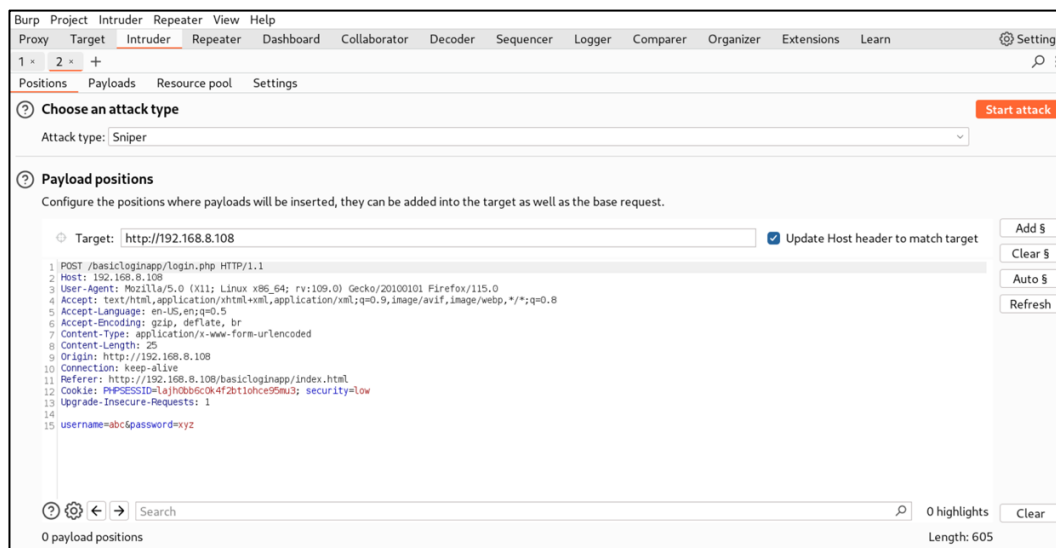 Burp Project Intruder Repeater View Help
Proxy Target Intruder Repeater Dashboard Collaborator Decoder Sequencer Logger Comparer Organizer Extensions Learn Setting
1 × 2 × +
Positions Payloads Resource pool Settings
? Choose an attack type Start attack
Attack type: Sniper
? Payload positions
Configure the positions where payloads will be inserted, they can be added into the target as well as the base request.
Target: http://192.168.8.108 Update Host header to match target Add §
Clear §
Auto §
Refresh
1 POST /basicloginapp/login.php HTTP/1.1
2 Host: 192.168.8.108
3 User-Agent: Mozilla/5.0 (X11; Linux x86_64; rv:109.0) Gecko/20100101 Firefox/115.0
4 Accept: text/html,application/xhtml+xml,application/xml;q=0.9,image/avif,image/webp,*/*;q=0.8
5 Accept-Language: en-US,en;q=0.5
6 Accept-Encoding: gzip, deflate, br
7 Content-Type: application/x-www-form-urlencoded
8 Content-Length: 25
9 Origin: http://192.168.8.108
10 Connection: keep-alive
11 Referer: http://192.168.8.108/basicloginapp/index.html
12 Cookie: PHPSESSID=lajh0bb6c0k4f2bt1ohce95mu3; security=low
13 Upgrade-Insecure-Requests: 1
14
15 username=abc&password=xyz
? Search 0 highlights Clear
0 payload positions Length: 605